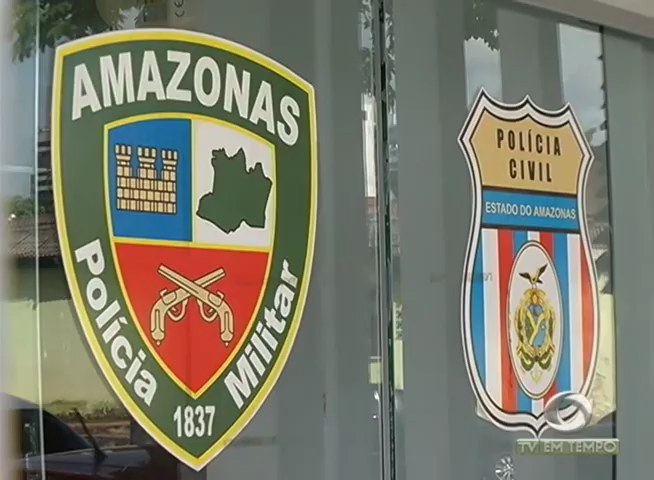 AMAZONAS
Polícia Militar
1837
POLÍCIA
CIVIL
ESTADO DO AMAZONAS
TV EM TEMPO